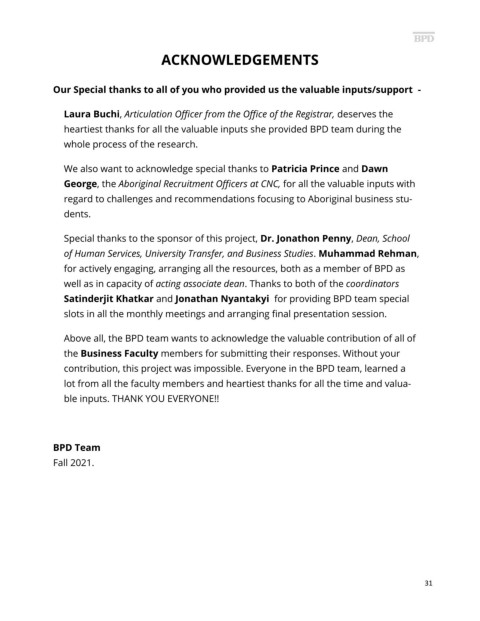 BPD
ACKNOWLEDGEMENTS
Our Special thanks to all of you who provided us the valuable inputs/support -
Laura Buchi, Articulation Officer from the Office of the Registrar, deserves the
heartiest thanks for all the valuable inputs she provided BPD team during the
whole process of the research.
We also want to acknowledge special thanks to Patricia Prince and Dawn
George, the Aboriginal Recruitment Officers at CNC, for all the valuable inputs with
regard to challenges and recommendations focusing to Aboriginal business stu-
dents.
Special thanks to the sponsor of this project, Dr. Jonathon Penny, Dean, School
of Human Services, University Transfer, and Business Studies. Muhammad Rehman,
for actively engaging, arranging all the resources, both as a member of BPD as
well as in capacity of acting associate dean. Thanks to both of the coordinators
Satinderjit Khatkar and Jonathan Nyantakyi for providing BPD team special
slots in all the monthly meetings and arranging final presentation session.
Above all, the BPD team wants to acknowledge the valuable contribution of all of
the Business Faculty members for submitting their responses. Without your
contribution, this project was impossible. Everyone in the BPD team, learned a
lot from all the faculty members and heartiest thanks for all the time and valua-
ble inputs. THANK YOU EVERYONE!!
BPD Team
Fall 2021.
31